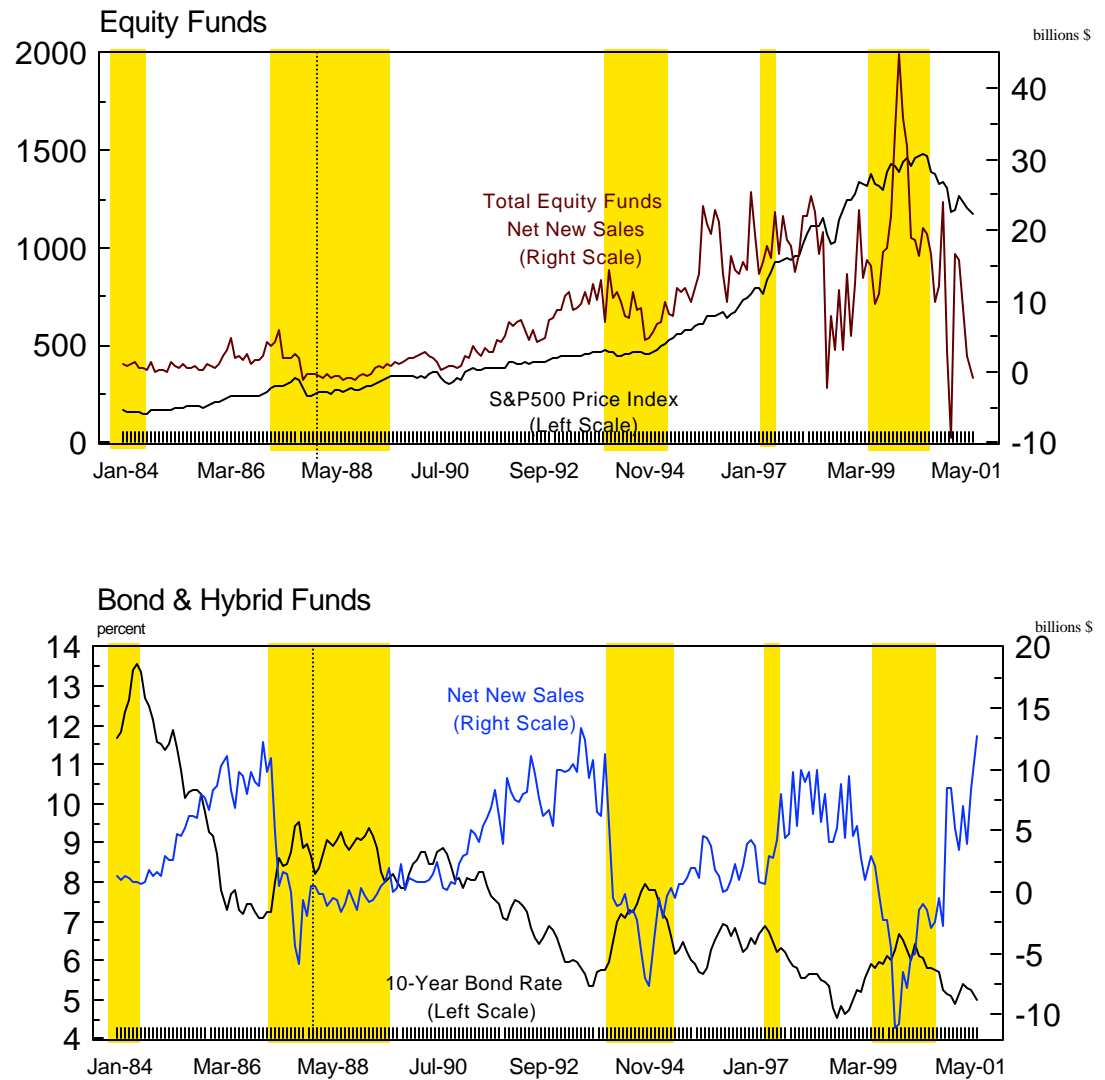 Equity Funds
billions $
2000
1500
1000
500
0
40
30
20
10
0
-10
Total Equity Funds
Net New Sales
(Right Scale)
S&P500 Price Index
(Left Scale)
Jan-84 Mar-86 May-88 Jul-90 Sep-92 Nov-94 Jan-97 Mar-99 May-01
Bond & Hybrid Funds
percent
billions $
14
13
12
11
10
9
8
7
6
5
4
20
15
10
5
0
-5
-10
Net New Sales
(Right Scale)
10-Year Bond Rate
(Left Scale)
Jan-84 Mar-86 May-88 Jul-90 Sep-92 Nov-94 Jan-97 Mar-99 May-01